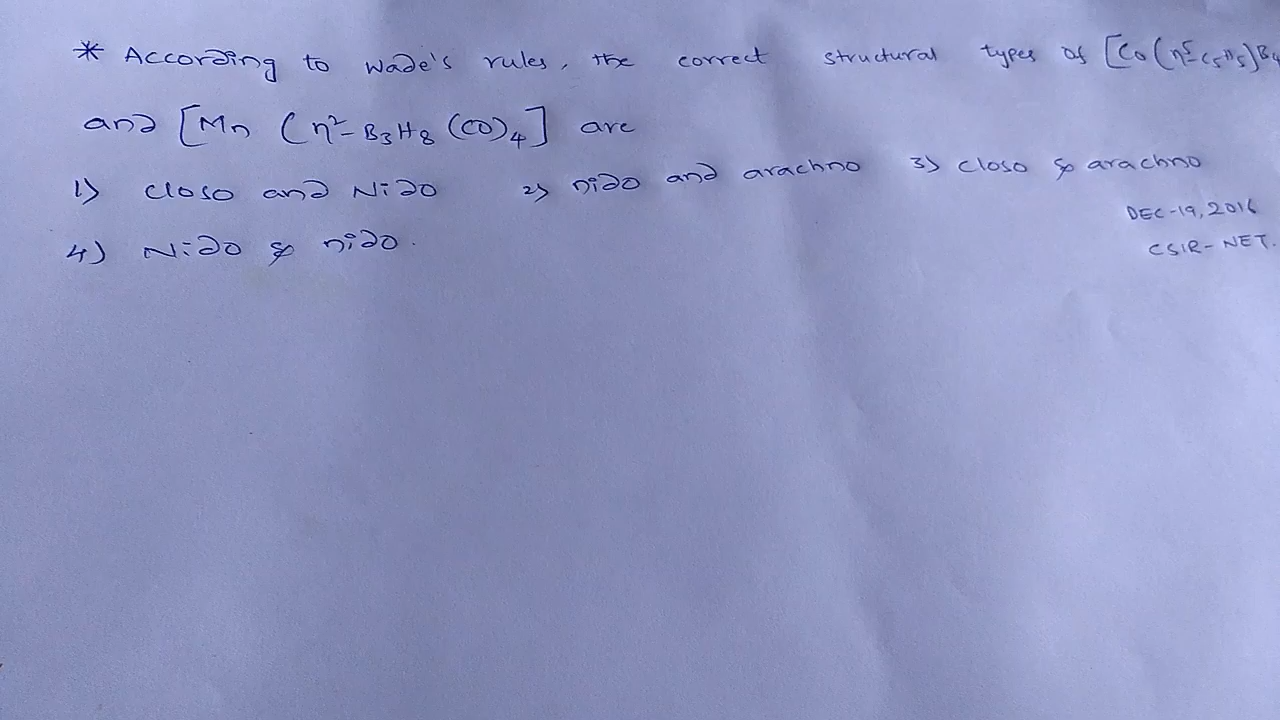 * According to Wade's rules, the correct structural types of [Co(η⁵-C₅H₅)B₄
and [Mn (η²-B₃H₈ (CO)₄] are
1) closo and Nido 2) nido and arachno 3) closo & arachno
DEC-19, 2016
4) Nido & nido.
CSIR-NET.